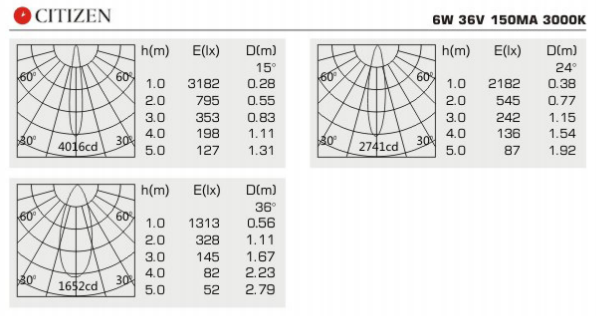 CITIZEN
6W 36V 150MA 3000K
60° 60°
30° 30°
4016cd
h(m) E(lx) D(m)
15°
1.0 3182 0.28
2.0 795 0.55
3.0 353 0.83
4.0 198 1.11
5.0 127 1.31
60° 60°
30° 30°
2741cd
h(m) E(lx) D(m)
24°
1.0 2182 0.38
2.0 545 0.77
3.0 242 1.15
4.0 136 1.54
5.0 87 1.92
60° 60°
30° 30°
1652cd
h(m) E(lx) D(m)
36°
1.0 1313 0.56
2.0 328 1.11
3.0 145 1.67
4.0 82 2.23
5.0 52 2.79